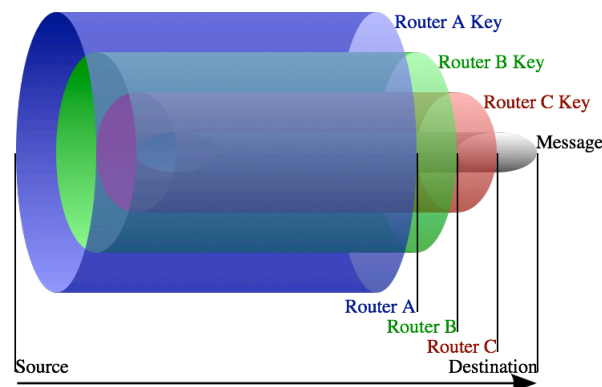 Router A Key
Router B Key
Router C Key
Message
Router A
Router B
Router C
Source
Destination